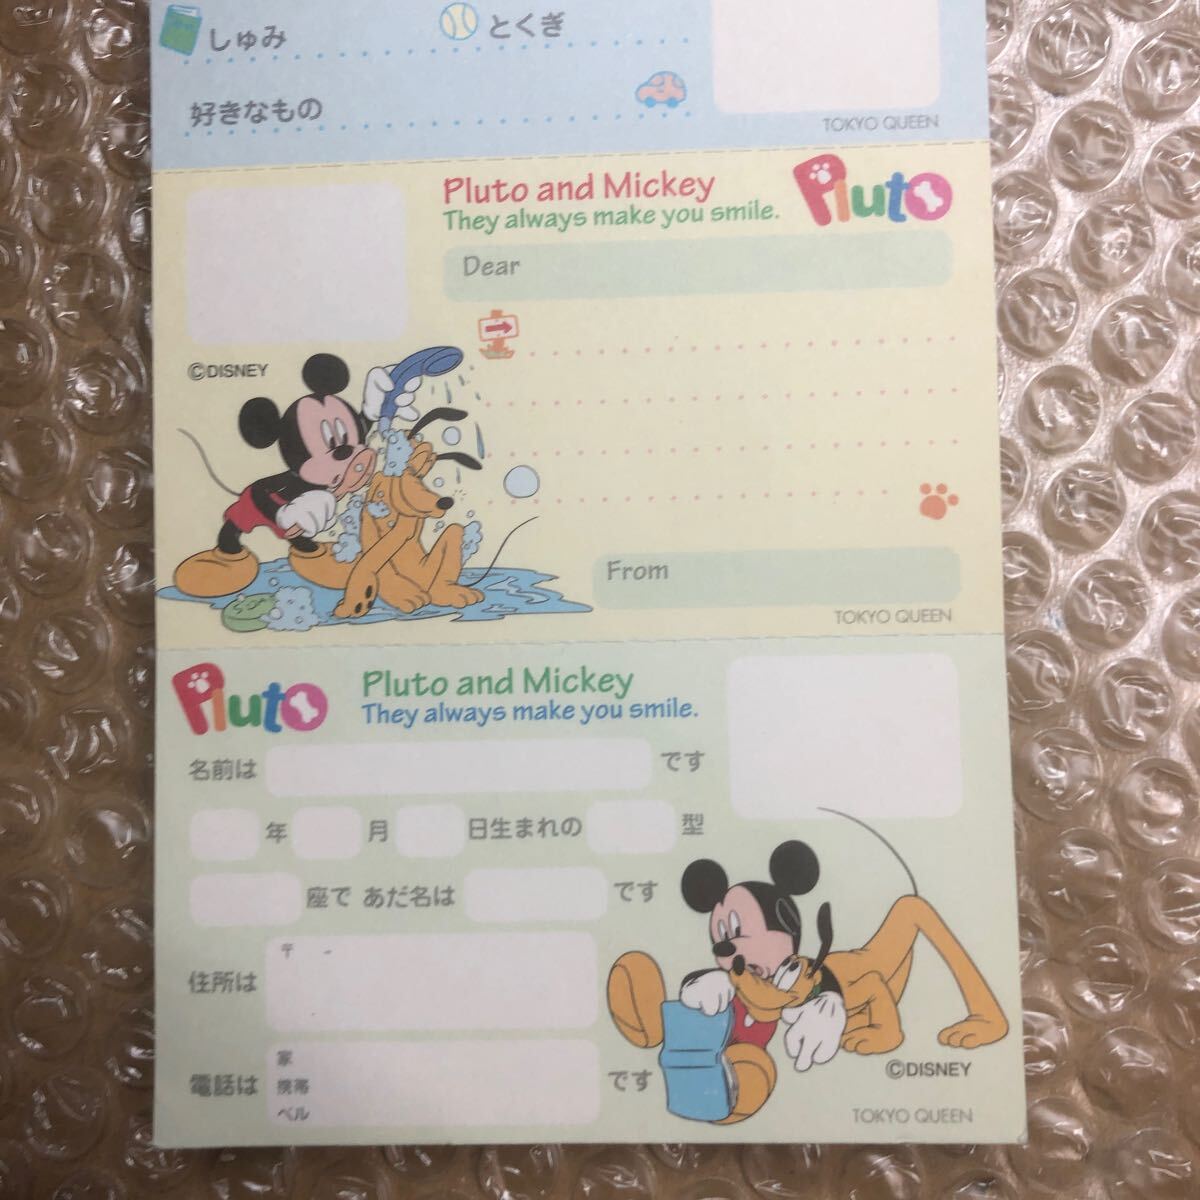 しゅみ
とくぎ
好きなもの
TOKYO QUEEN
Pluto and Mickey
They always make you smile.
Pluto
Dear
©DISNEY
From
TOKYO QUEEN
Pluto
Pluto and Mickey
They always make you smile.
名前は です
年 月 日生まれの 型
座で あだ名は です
〒 -
住所は
家
電話は 携帯 です
ベル
©DISNEY
TOKYO QUEEN